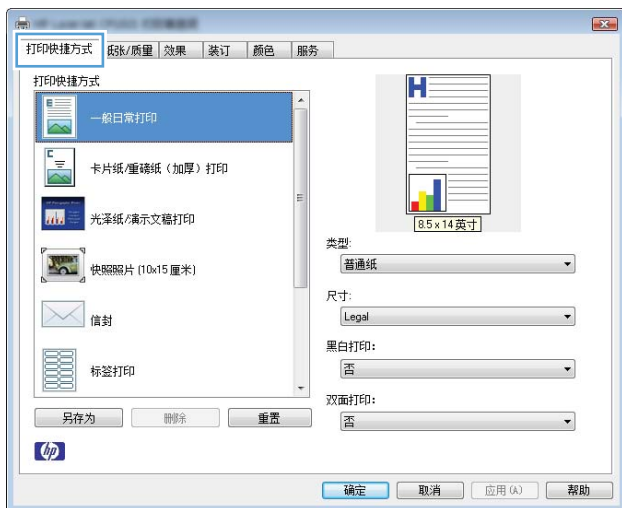 打印快捷方式 纸张/质量 效果 装订 颜色 服务
打印快捷方式
一般日常打印
卡片纸/重磅纸（加厚）打印
光泽纸/演示文稿打印
快照照片 (10x15 厘米)
信封
标签打印
另存为 删除 重置
8.5 x 14 英寸
类型:
普通纸
尺寸:
Legal
黑白打印：
否
双面打印：
否
hp
确定 取消 应用 (A) 帮助